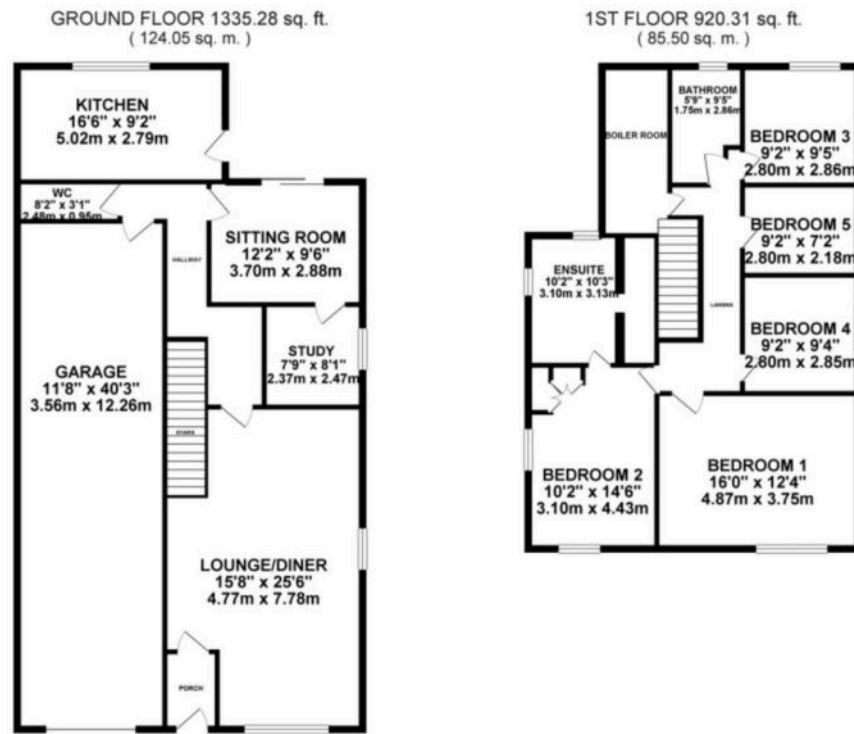 GROUND FLOOR 1335.28 sq. ft.
( 124.05 sq. m. )
KITCHEN
16'6" x 9'2"
5.02m x 2.79m
WC
8'2" x 3'1"
2.48m x 0.95m
HALLWAY
SITTING ROOM
12'2" x 9'6"
3.70m x 2.88m
STUDY
7'9" x 8'1"
2.37m x 2.47m
GARAGE
11'8" x 40'3"
3.56m x 12.26m
STAIRS
LOUNGE/DINER
15'8" x 25'6"
4.77m x 7.78m
PORCH
1ST FLOOR 920.31 sq. ft.
( 85.50 sq. m. )
BATHROOM
5'9" x 9'5"
1.75m x 2.86m
BOILER ROOM
BEDROOM 3
9'2" x 9'5"
2.80m x 2.86m
BEDROOM 5
9'2" x 7'2"
2.80m x 2.18m
ENSUITE
10'2" x 10'3"
3.10m x 3.13m
LANDING
BEDROOM 4
9'2" x 9'4"
2.80m x 2.85m
BEDROOM 2
10'2" x 14'6"
3.10m x 4.43m
BEDROOM 1
16'0" x 12'4"
4.87m x 3.75m